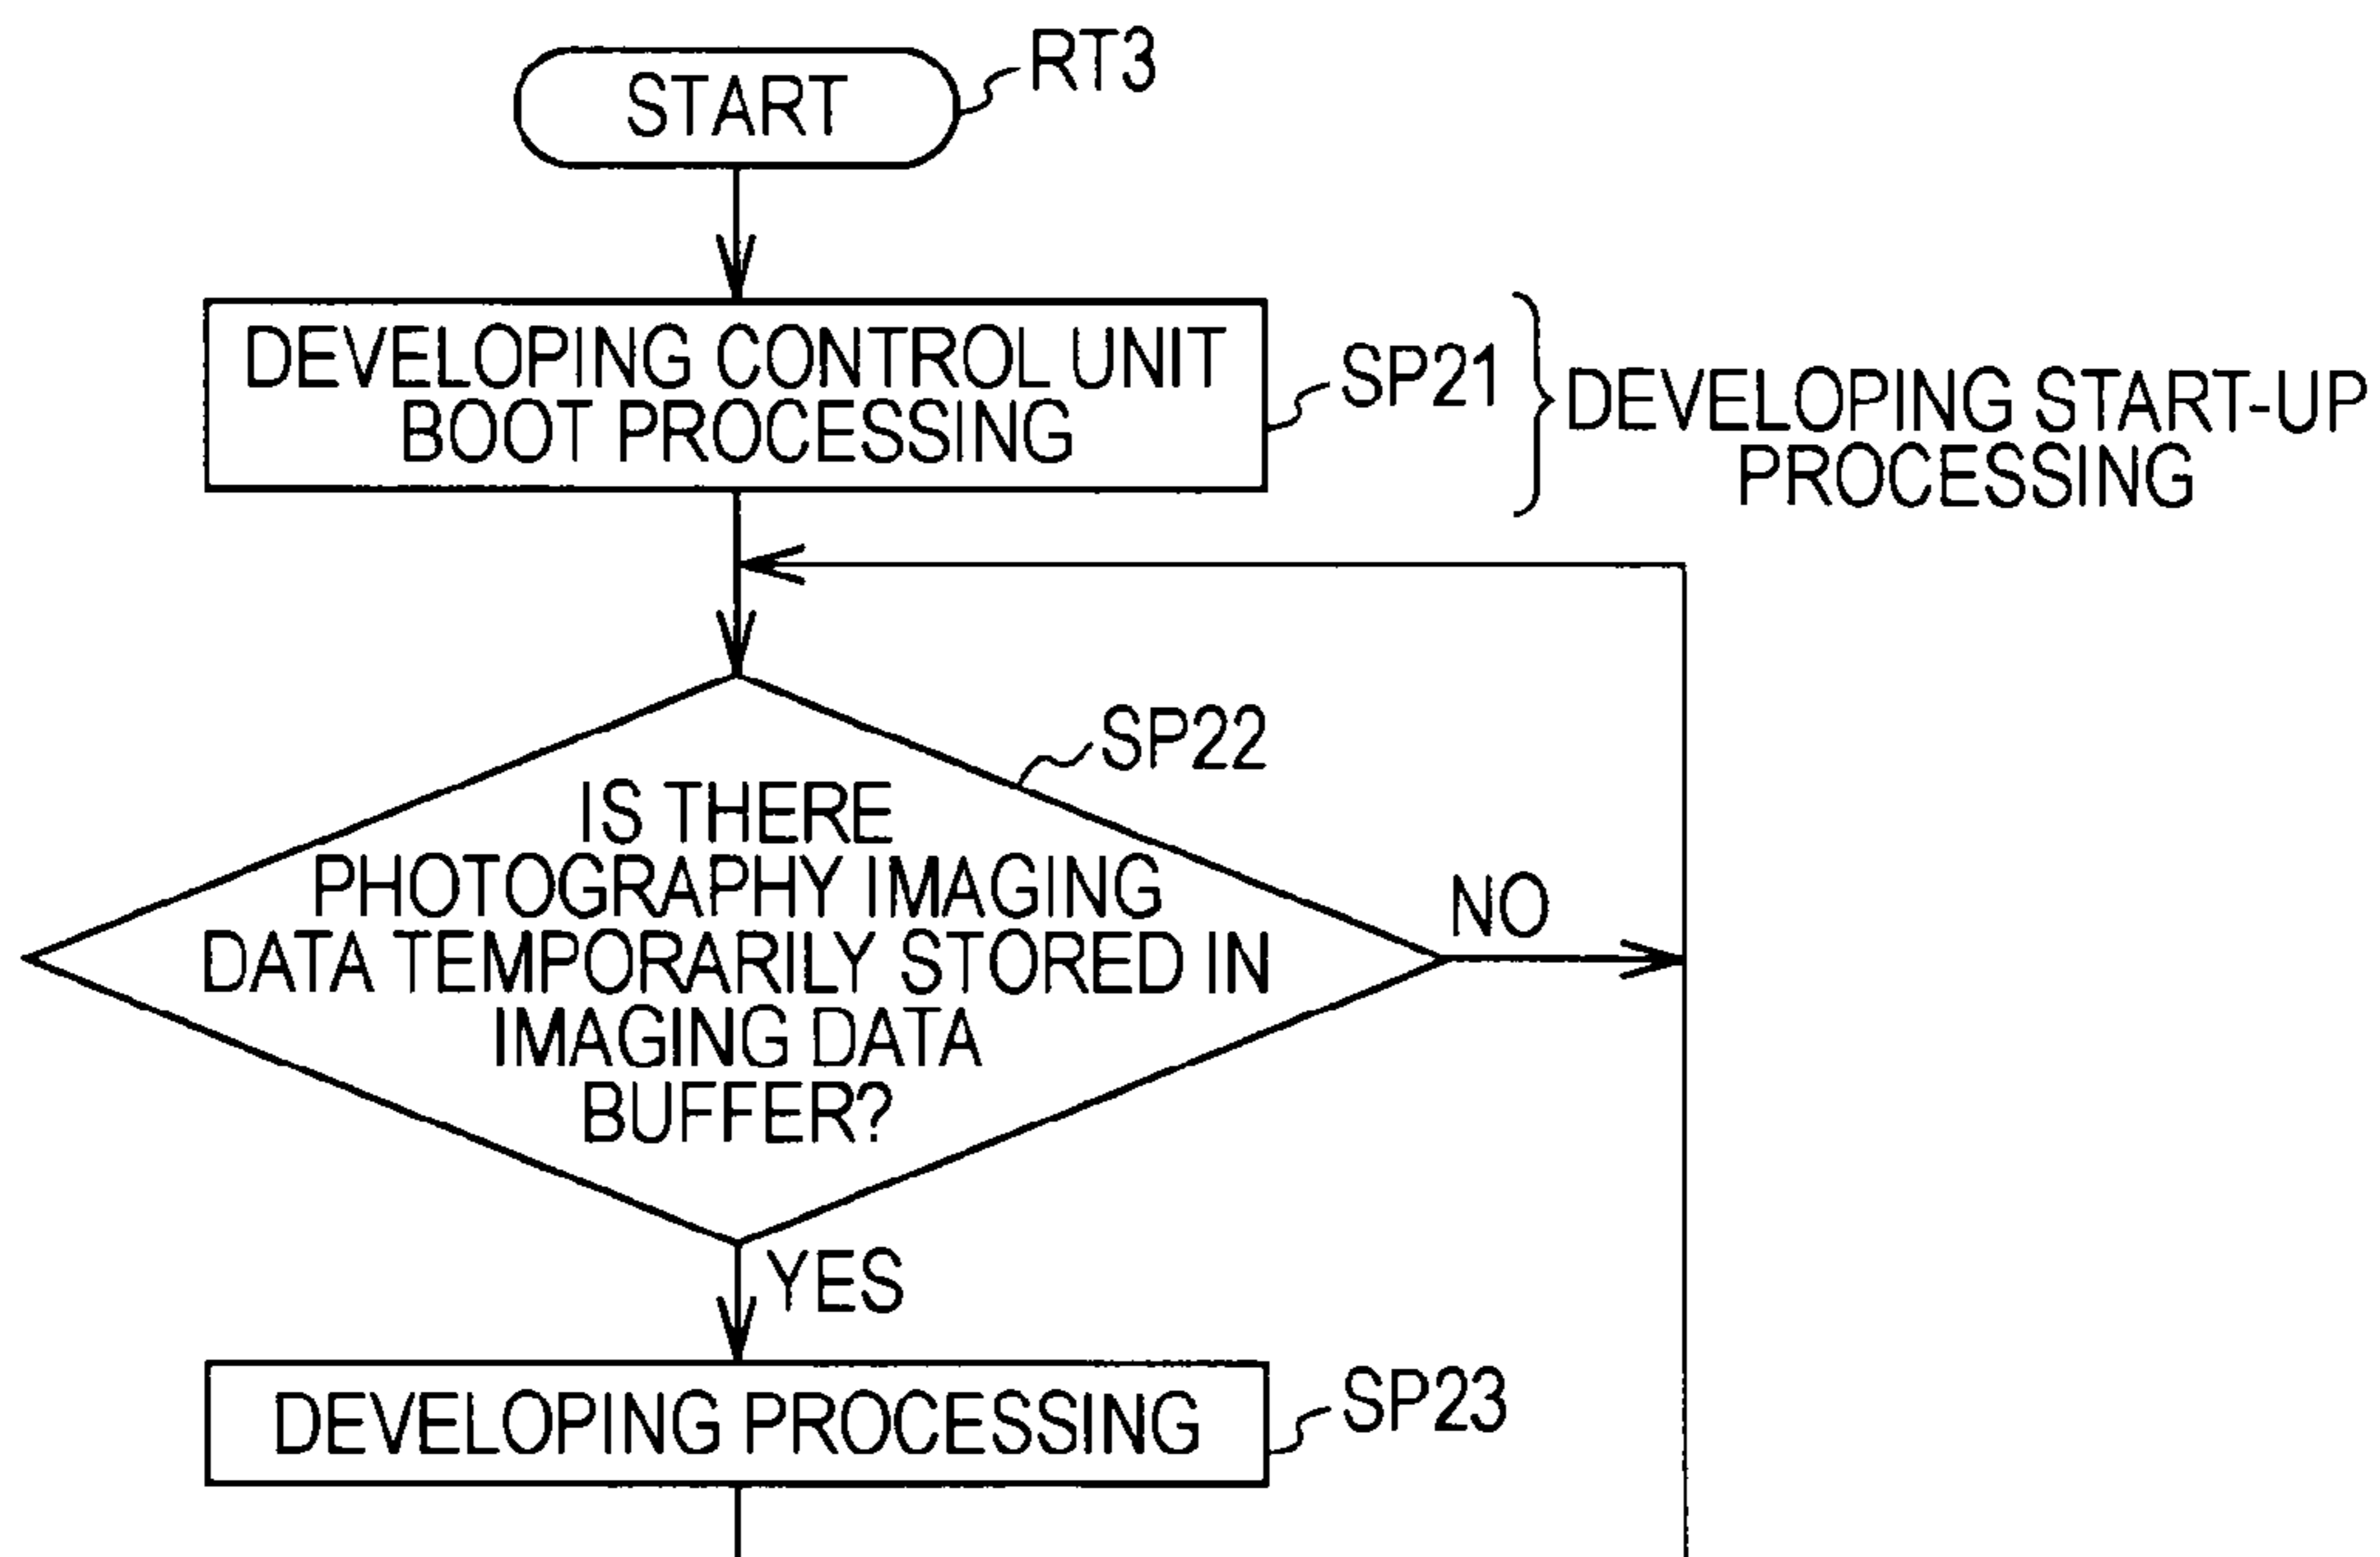 START
RT3
DEVELOPING CONTROL UNIT
BOOT PROCESSING
SP21
DEVELOPING START-UP
PROCESSING
SP22
IS THERE
PHOTOGRAPHY IMAGING
DATA TEMPORARILY STORED IN
IMAGING DATA
BUFFER?
NO
YES
DEVELOPING PROCESSING
SP23